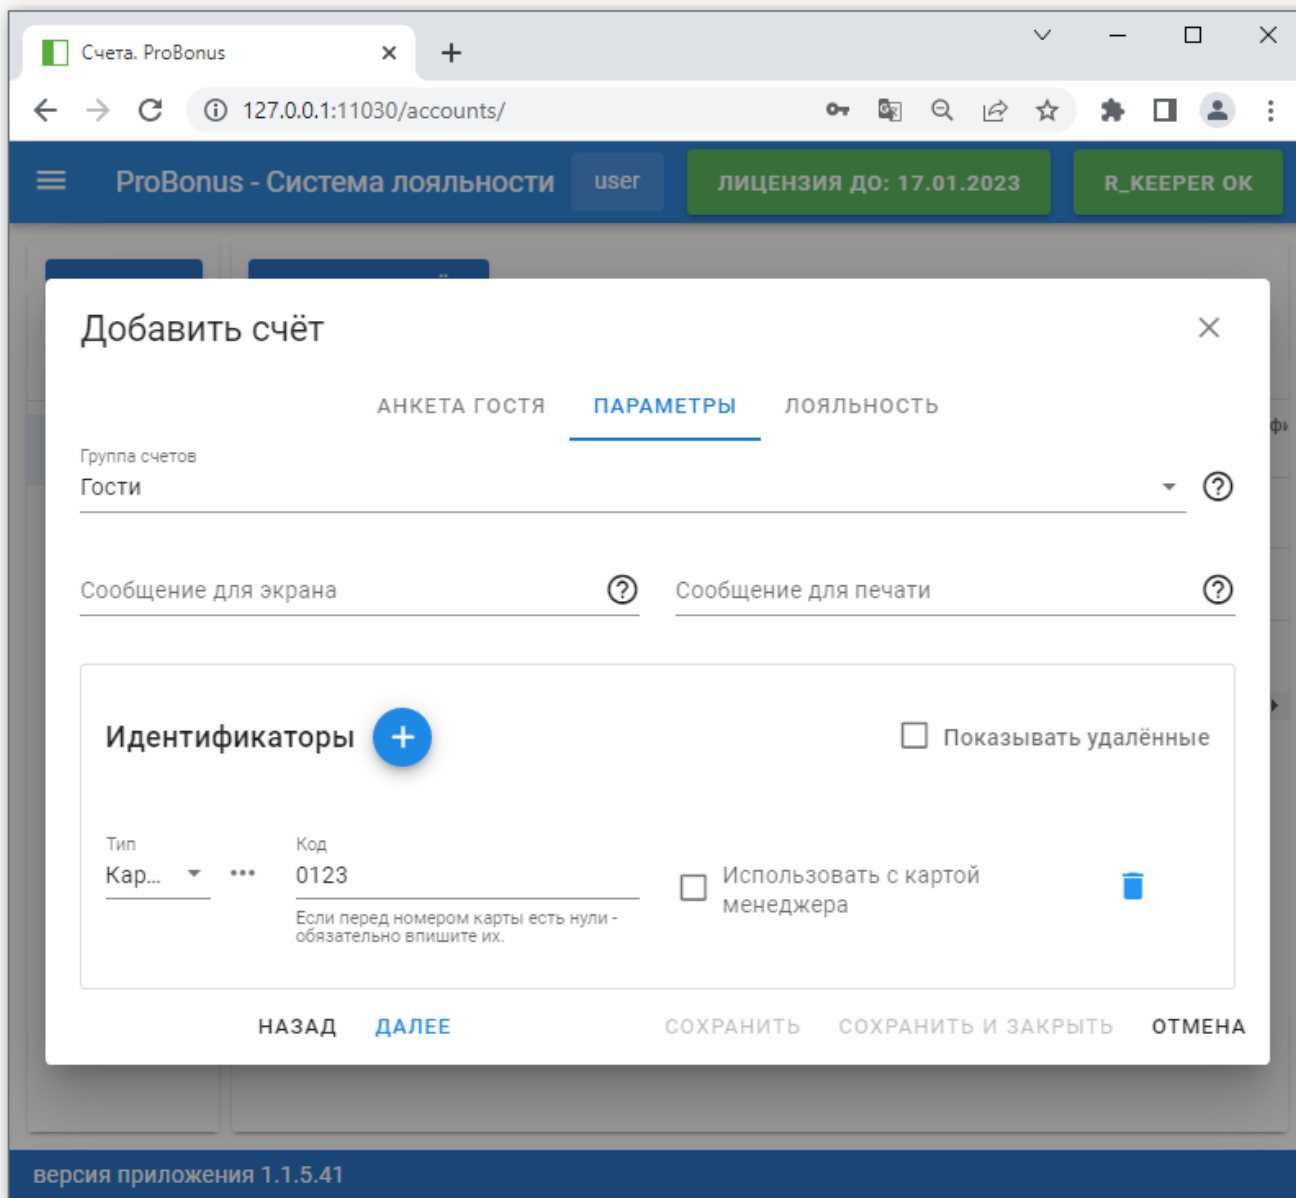 Счета. ProBonus
127.0.0.1:11030/accounts/
ProBonus - Система лояльности
user
ЛИЦЕНЗИЯ ДО: 17.01.2023
R_KEEPER OK
Добавить счёт
АНКЕТА ГОСТЯ
ПАРАМЕТРЫ
ЛОЯЛЬНОСТЬ
Группа счетов
Гости
Сообщение для экрана
Сообщение для печати
Идентификаторы
Показывать удалённые
Тип
Кар...
Код
0123
Если перед номером карты есть нули -
обязательно впишите их.
Использовать с картой
менеджера
НАЗАД
ДАЛЕЕ
СОХРАНИТЬ
СОХРАНИТЬ И ЗАКРЫТЬ
ОТМЕНА
версия приложения 1.1.5.41